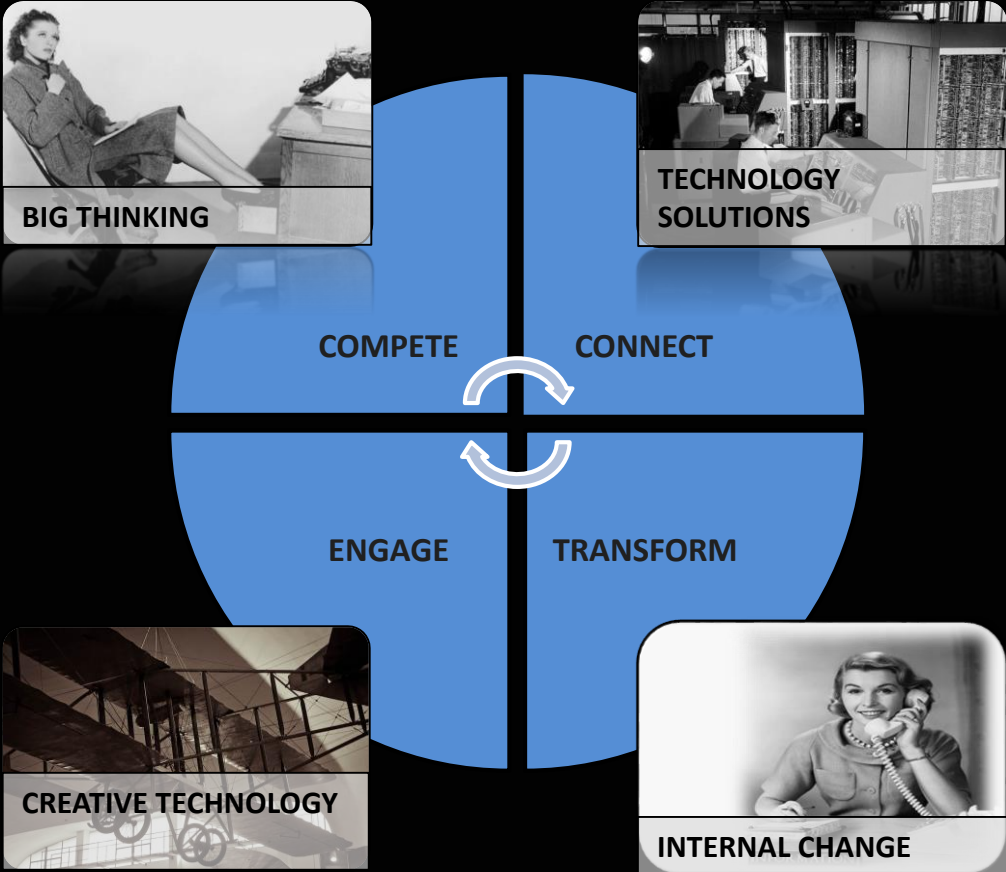 BIG THINKING
TECHNOLOGY
SOLUTIONS
COMPETE
CONNECT
ENGAGE
TRANSFORM
CREATIVE TECHNOLOGY
INTERNAL CHANGE